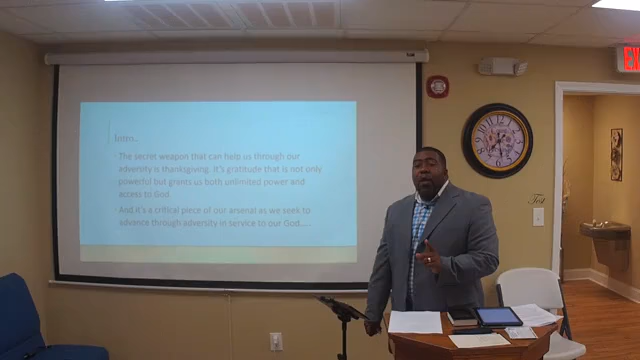 Intro..
The secret weapon that can help us through our
adversity is thanksgiving. It's gratitude that is not only
powerful but grants us both unlimited power and
access to God.
And it's a critical piece of our arsenal as we seek to
advance through adversity in service to our God....
EX